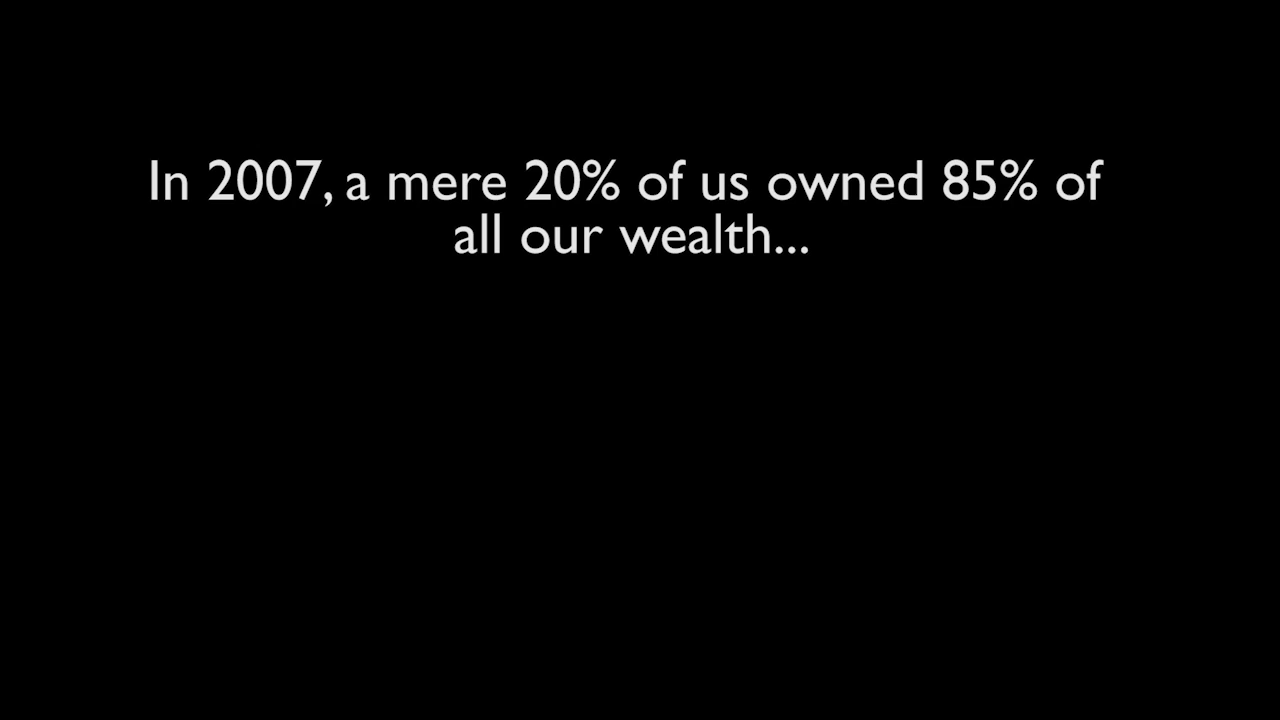 In 2007, a mere 20% of us owned 85% of
all our wealth...